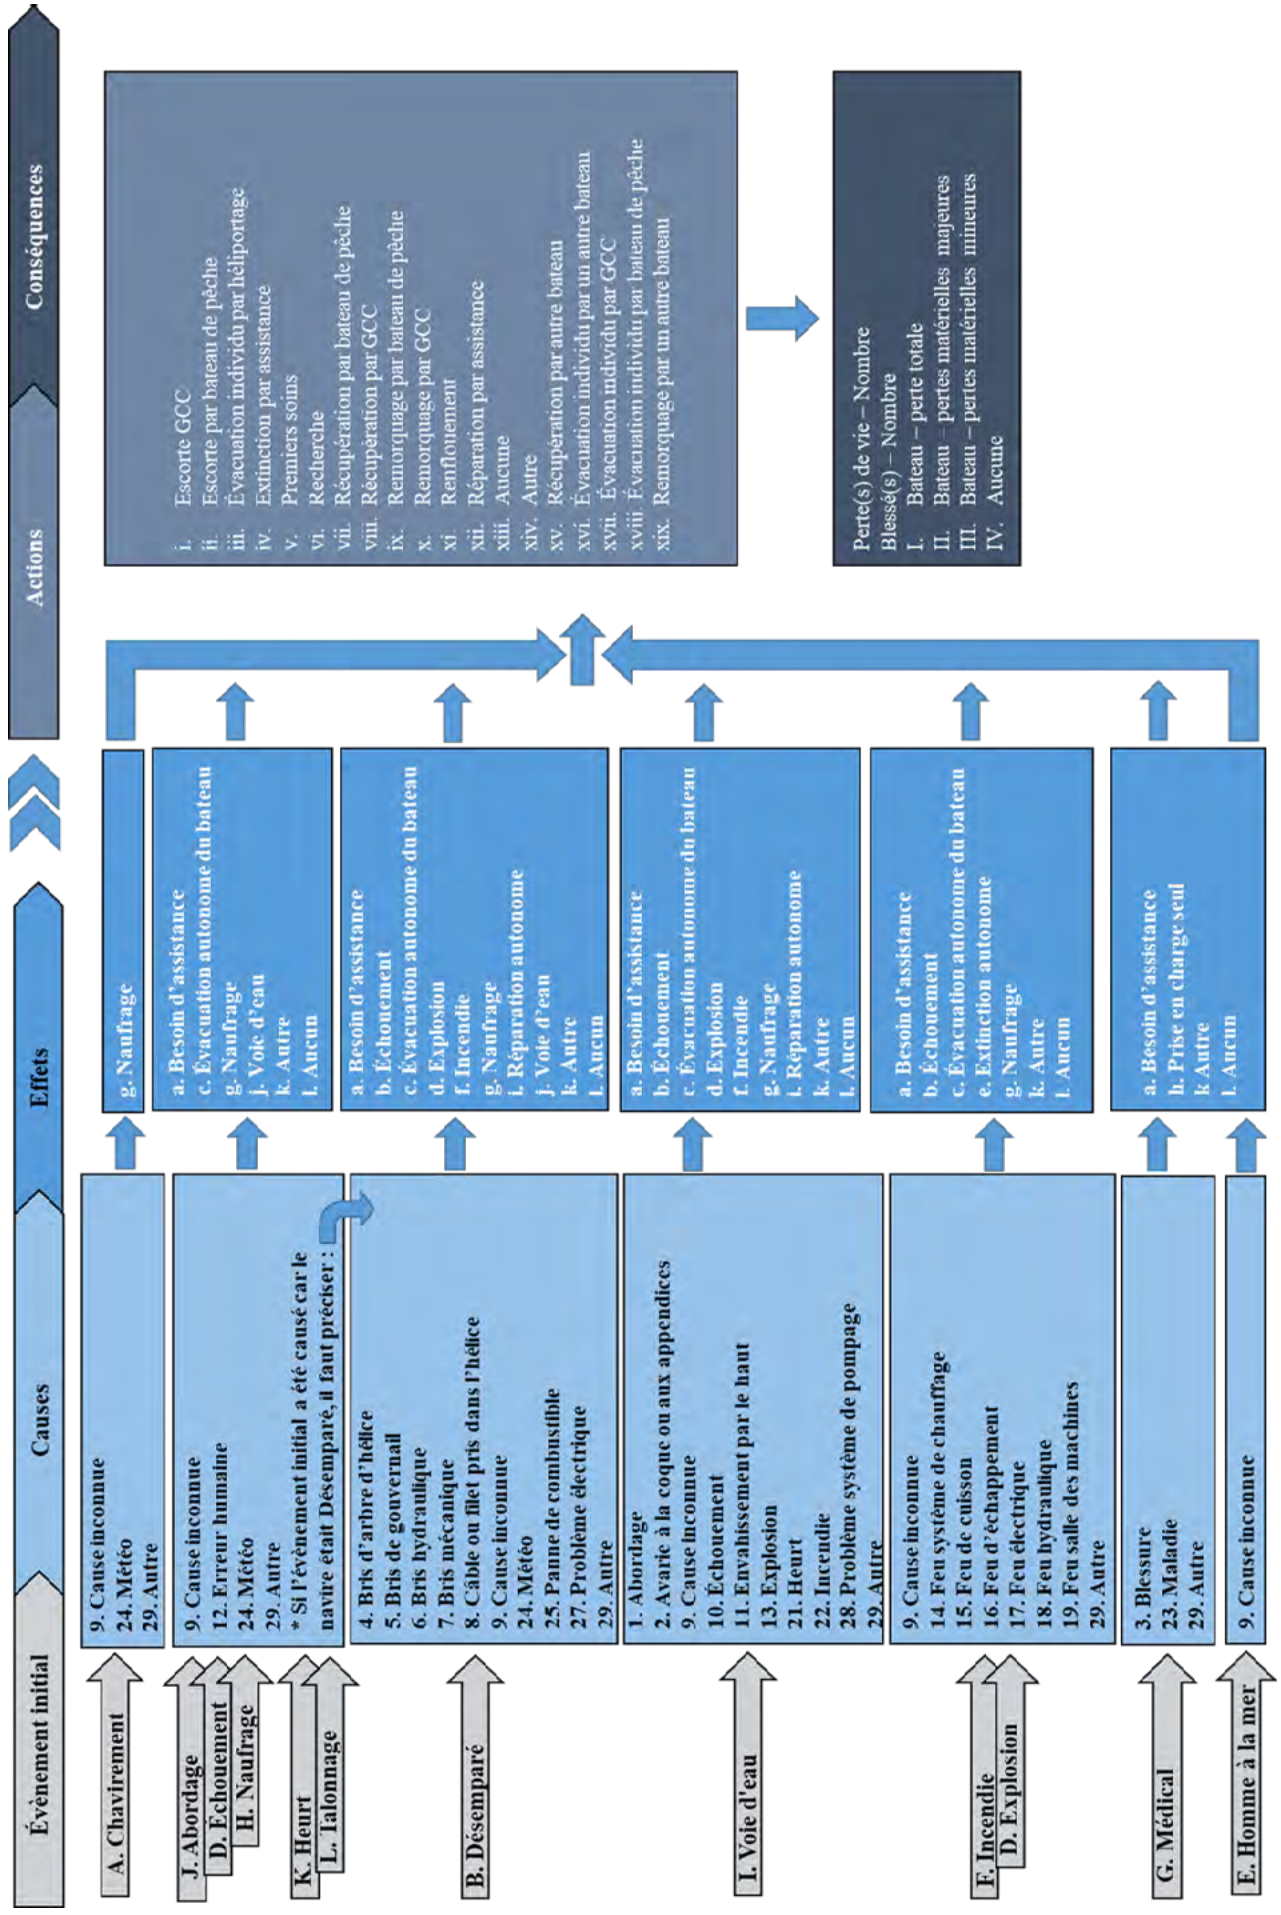 Évènement initial
Causes
Effets
Actions
Conséquences
A. Chavirement
9. Cause inconnue
24. Météo
29. Autre
g. Naufrage
J. Abordage
D. Échouement
H. Naufrage
K. Heurt
L. Talonnage
9. Cause inconnue
12. Erreur humaine
24. Météo
29. Autre
* Si l'évènement initial a été causé car le
navire était Désemparé, il faut préciser :
a. Besoin d'assistance
c. Évacuation autonome du bateau
g. Naufrage
j. Voie d'eau
k. Autre
l. Aucun
B. Désemparé
4. Bris d'arbre d'hélice
5. Bris de gouvernail
6. Bris hydraulique
7. Bris mécanique
8. Câble ou filet pris dans l'hélice
9. Cause inconnue
24. Météo
25. Panne de combustible
27. Problème électrique
29. Autre
a. Besoin d'assistance
b. Échouement
c. Évacuation autonome du bateau
d. Explosion
f. Incendie
g. Naufrage
i. Réparation autonome
j. Voie d'eau
k. Autre
l. Aucun
I. Voie d'eau
1. Abordage
2. Avarie à la coque ou aux appendices
9. Cause inconnue
10. Échouement
11. Envahissement par le haut
13. Explosion
21. Heurt
22. Incendie
28. Problème système de pompage
29. Autre
a. Besoin d'assistance
b. Échouement
c. Évacuation autonome du bateau
d. Explosion
f. Incendie
g. Naufrage
i. Réparation autonome
k. Autre
l. Aucun
F. Incendie
D. Explosion
9. Cause inconnue
14. Feu système de chauffage
15. Feu de cuisson
16. Feu d'échappement
17. Feu électrique
18. Feu hydraulique
19. Feu salle des machines
29. Autre
a. Besoin d'assistance
b. Échouement
c. Évacuation autonome du bateau
e. Extinction autonome
g. Naufrage
k. Autre
l. Aucun
G. Médical
3. Blessure
23. Maladie
29. Autre
E. Homme à la mer
9. Cause inconnue
a. Besoin d'assistance
h. Prise en charge seul
k Autre
l. Aucun
i. Escorte GCC
ii. Escorte par bateau de pêche
iii. Évacuation individu par héliportage
iv. Extinction par assistance
v. Premiers soins
vi. Recherche
vii. Récupération par bateau de pêche
viii. Récupération par GCC
ix. Remorquage par bateau de pêche
x. Remorquage par GCC
xi Renflouement
xii. Réparation par assistance
xiii. Aucune
xiv. Autre
xv. Récupération par autre bateau
xvi. Évacuation individu par un autre bateau
xvii. Évacuation individu par GCC
xviii Évacuation individu par bateau de pêche
xix. Remorquage par un autre bateau
Perte(s) de vie – Nombre
Blessé(s) – Nombre
I. Bateau – perte totale
II. Bateau – pertes matérielles majeures
III. Bateau – pertes matérielles mineures
IV. Aucune